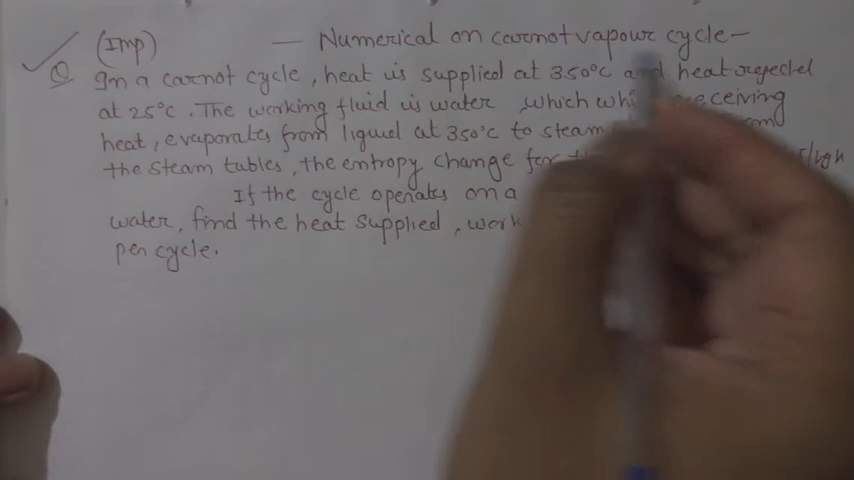 (Imp) — Numerical on carnot vapour cycle —
Q In a carnot cycle, heat is supplied at 350°c and heat rejected
at 25°c. The working fluid is water, which receiving
heat, evaporates from liquid at 350°c to steam
the steam tables, the entropy change for
If the cycle operates on a
water, find the heat supplied, work
per cycle.